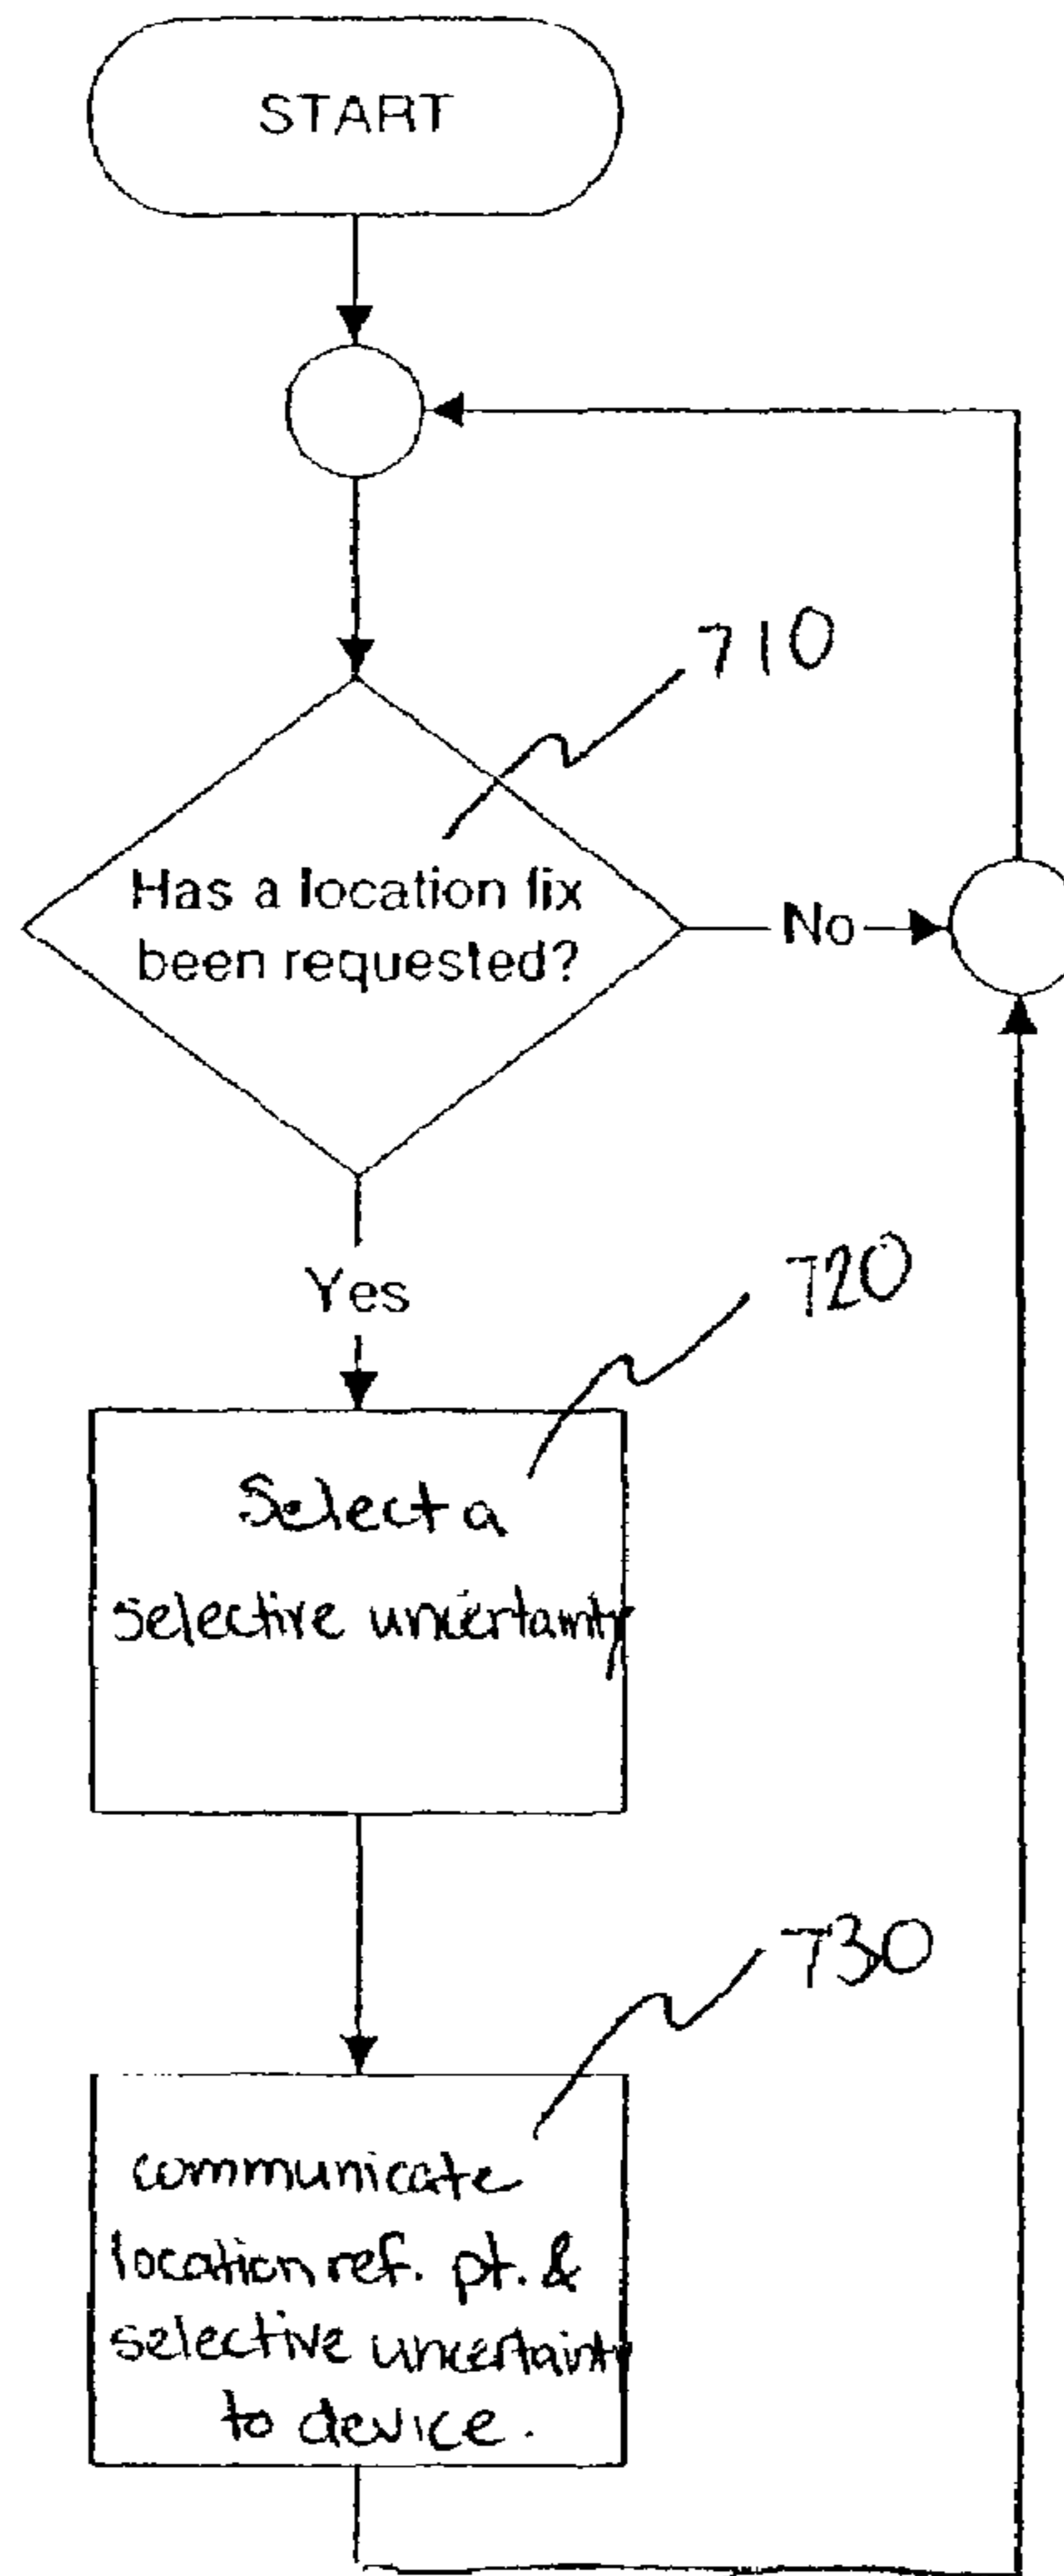 START
710
Has a location fix
been requested?
No
Yes
720
Select a
selective uncertainty
730
communicate
location ref. pt. &
selective uncertainty
to device.